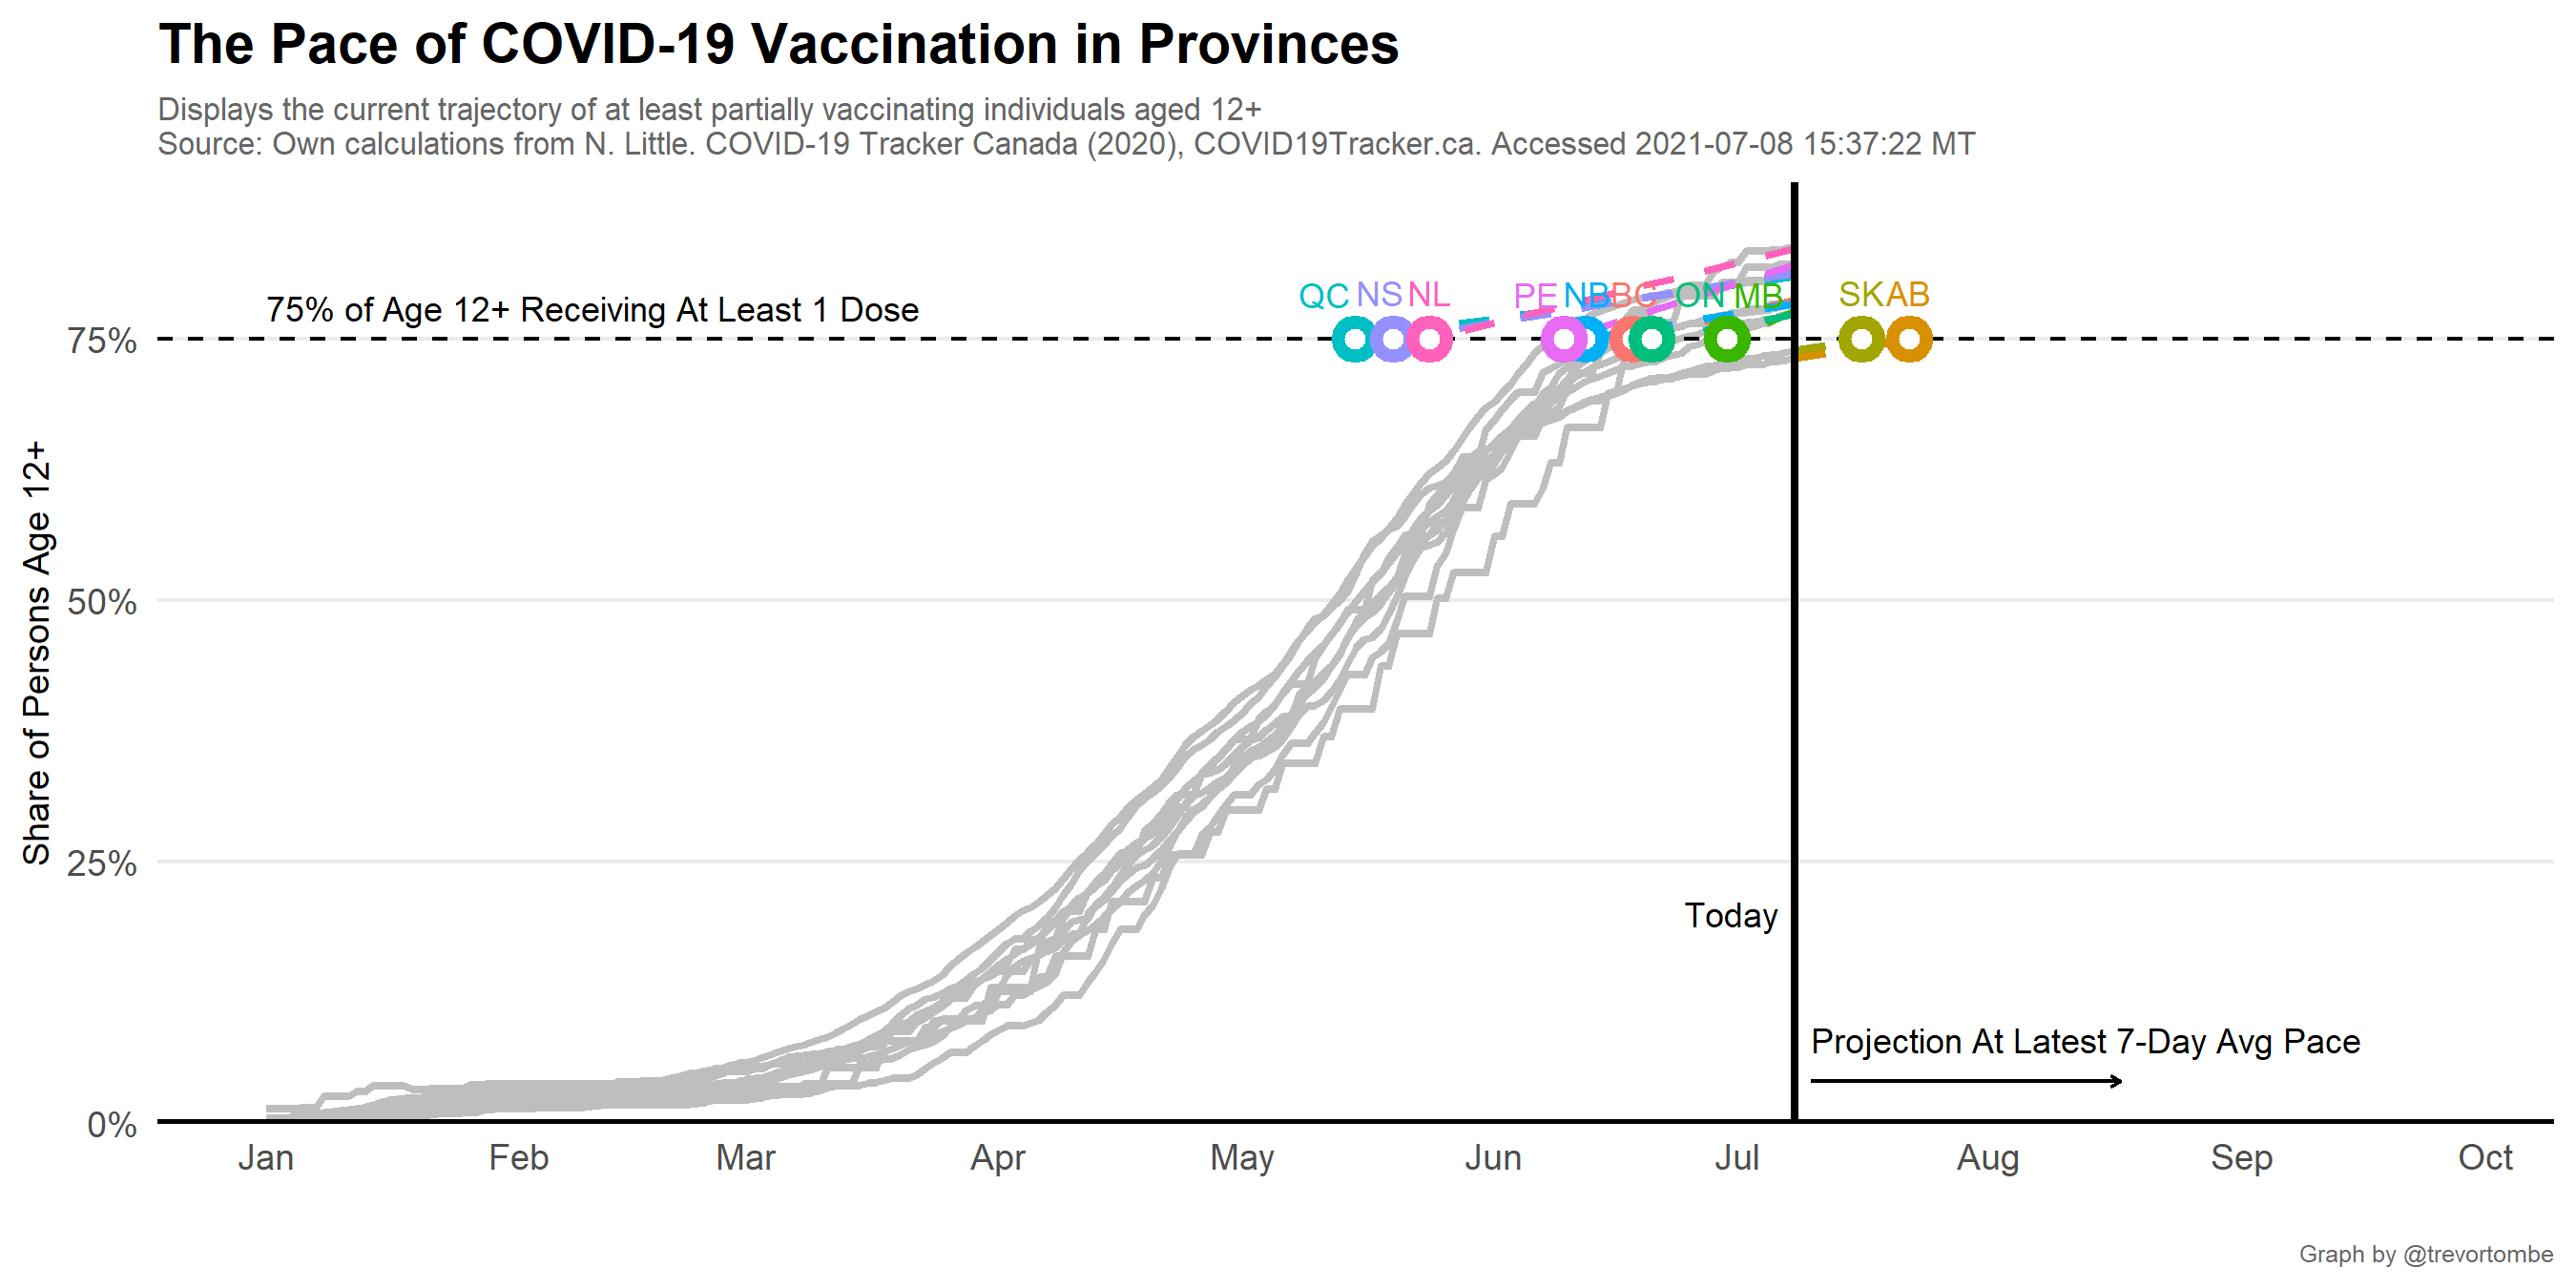 The Pace of COVID-19 Vaccination in Provinces
Displays the current trajectory of at least partially vaccinating individuals aged 12+
Source: Own calculations from N. Little. COVID-19 Tracker Canada (2020), COVID19Tracker.ca. Accessed 2021-07-08 15:37:22 MT
75% of Age 12+ Receiving At Least 1 Dose
QC NS NL PE NB BC ON MB SK AB
75%
50%
25%
0%
Share of Persons Age 12+
Today
Projection At Latest 7-Day Avg Pace
Jan Feb Mar Apr May Jun Jul Aug Sep Oct
Graph by @trevortombe